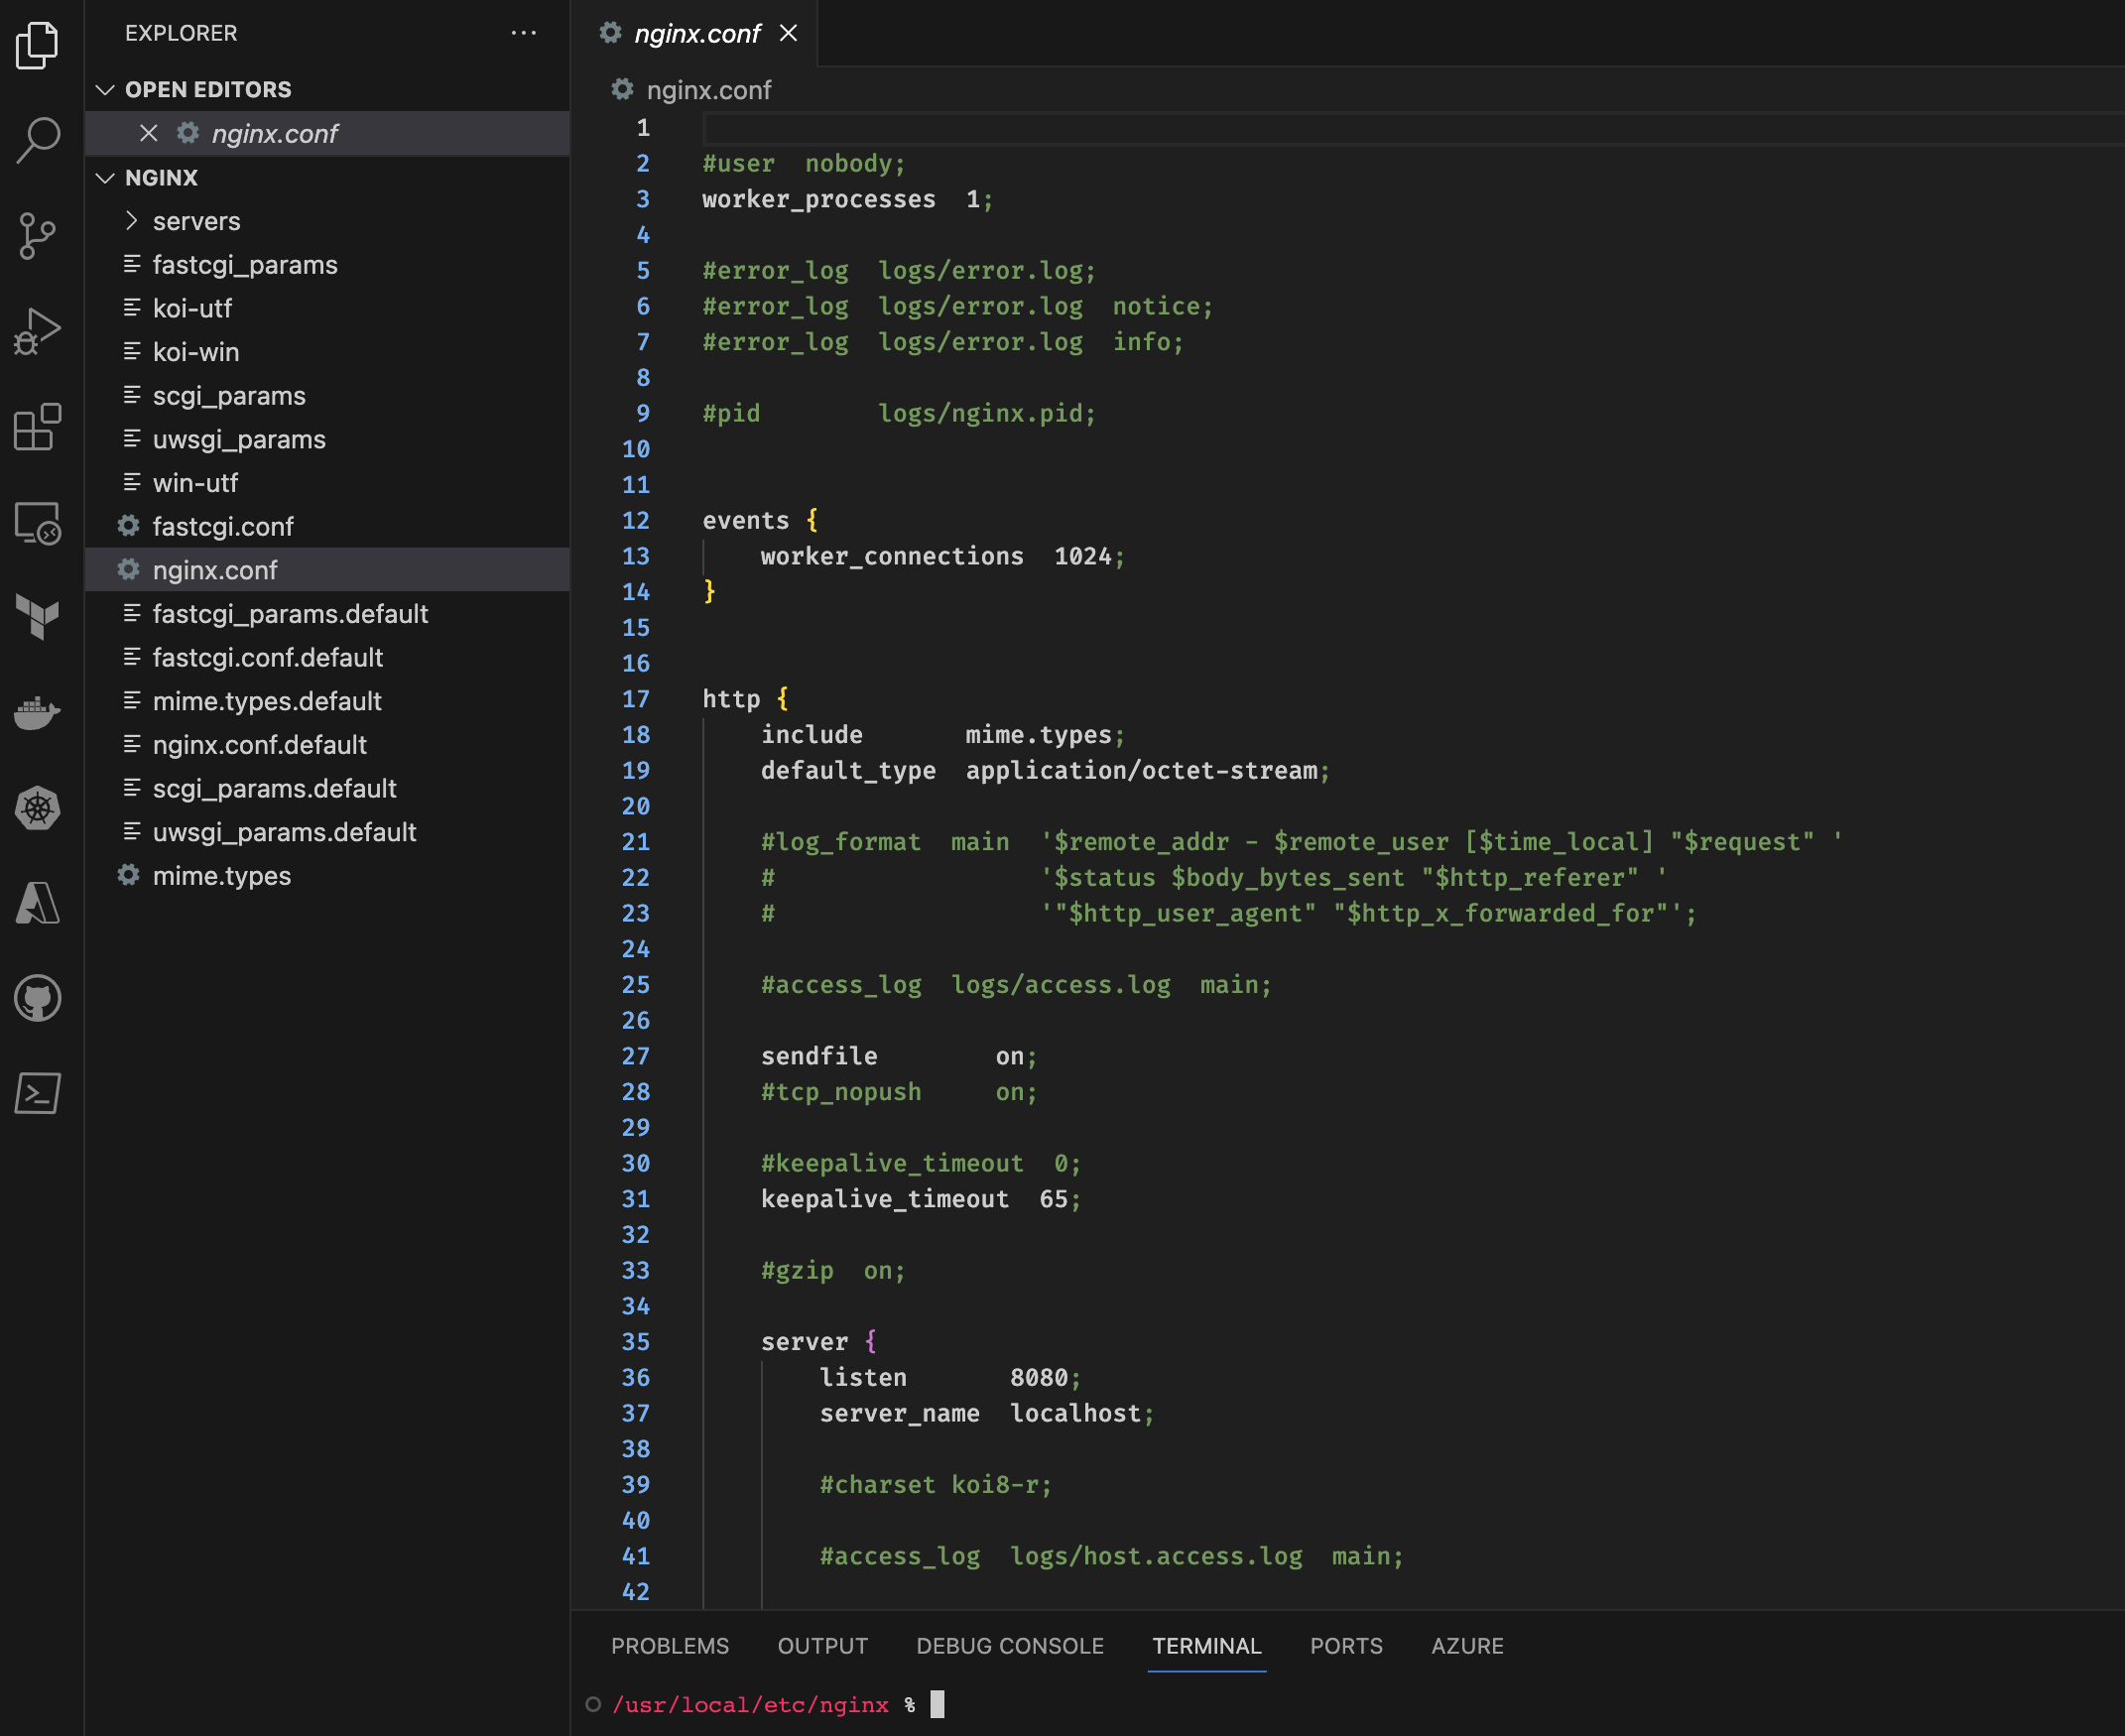 EXPLORER
OPEN EDITORS
nginx.conf
NGINX
servers
fastcgi_params
koi-utf
koi-win
scgi_params
uwsgi_params
win-utf
fastcgi.conf
nginx.conf
fastcgi_params.default
fastcgi.conf.default
mime.types.default
nginx.conf.default
scgi_params.default
uwsgi_params.default
mime.types
nginx.conf
nginx.conf
1
2 #user  nobody;
3 worker_processes  1;
4
5 #error_log  logs/error.log;
6 #error_log  logs/error.log  notice;
7 #error_log  logs/error.log  info;
8
9 #pid        logs/nginx.pid;
10
11
12 events {
13     worker_connections  1024;
14 }
15
16
17 http {
18     include       mime.types;
19     default_type  application/octet-stream;
20
21     #log_format  main  '$remote_addr - $remote_user [$time_local] "$request" '
22     #                  '$status $body_bytes_sent "$http_referer" '
23     #                  '"$http_user_agent" "$http_x_forwarded_for"';
24
25     #access_log  logs/access.log  main;
26
27     sendfile        on;
28     #tcp_nopush     on;
29
30     #keepalive_timeout  0;
31     keepalive_timeout  65;
32
33     #gzip  on;
34
35     server {
36         listen       8080;
37         server_name  localhost;
38
39         #charset koi8-r;
40
41         #access_log  logs/host.access.log  main;
42
PROBLEMS OUTPUT DEBUG CONSOLE TERMINAL PORTS AZURE
/usr/local/etc/nginx %